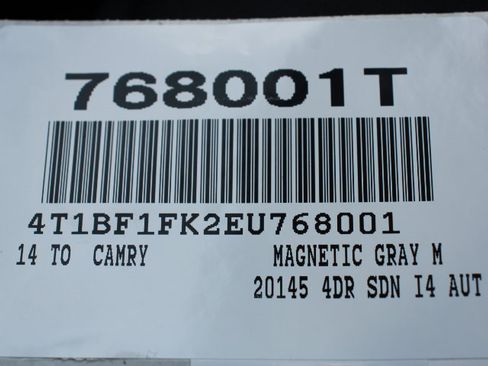 768001T
4T1BF1FK2EU768001
14 TO CAMRY MAGNETIC GRAY M
20145 4DR SDN I4 AUT